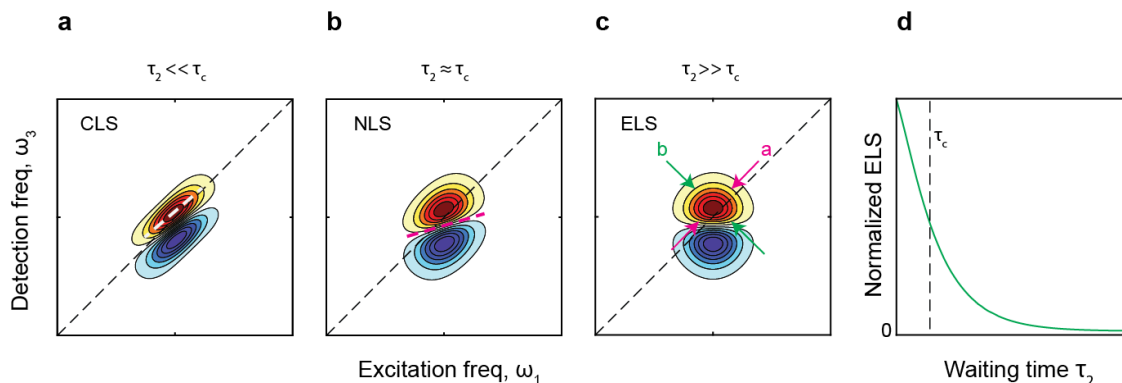 a
b
c
d
τ2 << τc
τ2 ≈ τc
τ2 >> τc
CLS
NLS
ELS
b
a
τc
Detection freq, ω3
Normalized ELS
0
Excitation freq, ω1
Waiting time τ2